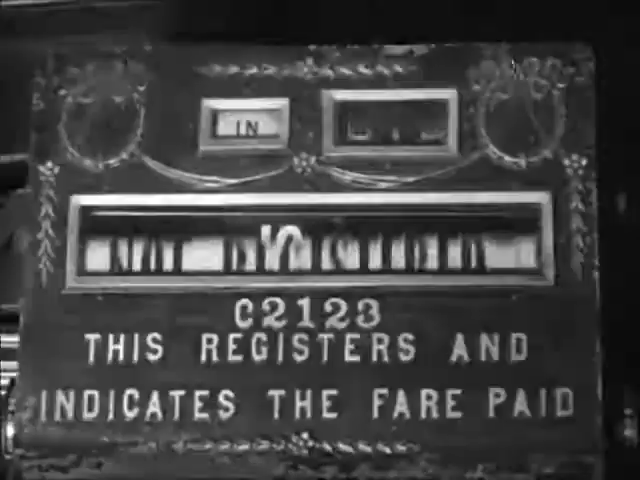 IN
C2123
THIS REGISTERS AND
INDICATES THE FARE PAID